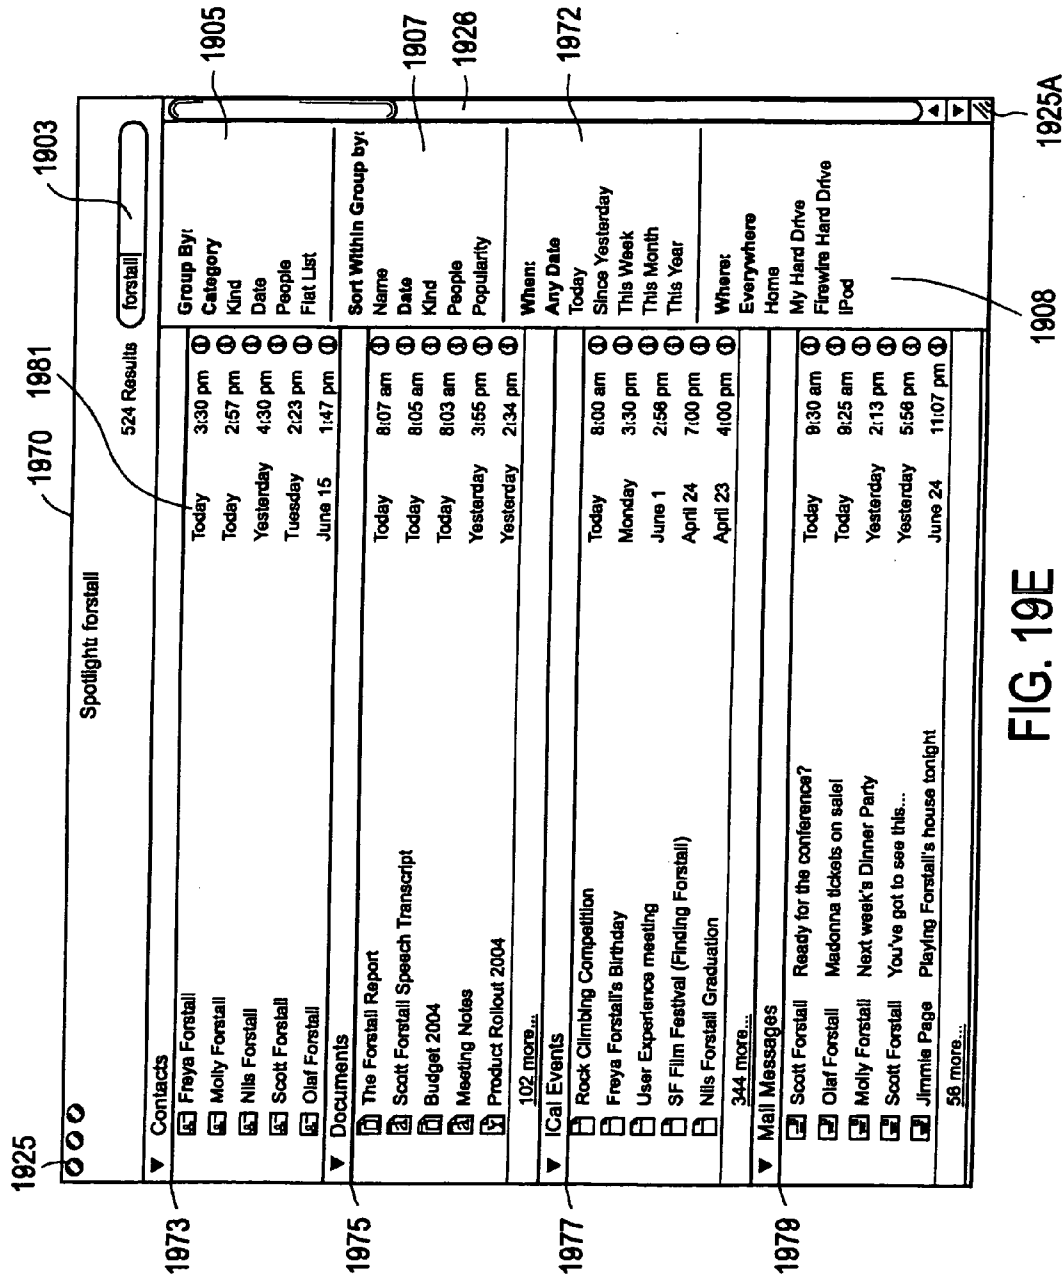 1970
1981
1903
1925
Spotlight: forstall
524 Results
forstall
1905
1907
1926
1972
1973
Contacts
Freya Forstall Today 3:30 pm
Molly Forstall Today 2:57 pm
Nils Forstall Yesterday 4:30 pm
Scott Forstall Tuesday 2:23 pm
Olaf Forstall June 15 1:47 pm
1975
Documents
The Forstall Report Today 8:07 am
Scott Forstall Speech Transcript Today 8:05 am
Budget 2004 Today 8:03 am
Meeting Notes Yesterday 3:55 pm
Product Rollout 2004 Yesterday 2:34 pm
102 more...
1977
iCal Events
Rock Climbing Competition Today 8:00 am
Freya Forstall's Birthday Monday 3:30 pm
User Experience meeting June 1 2:56 pm
SF Film Festival (Finding Forstall) April 24 7:00 pm
Nils Forstall Graduation April 23 4:00 pm
344 more...
1979
Mail Messages
Scott Forstall Ready for the conference? Today 9:30 am
Olaf Forstall Madonna tickets on sale! Today 9:25 am
Molly Forstall Next week's Dinner Party Yesterday 2:13 pm
Scott Forstall You've got to see this... Yesterday 5:56 pm
Jimmie Page Playing Forstall's house tonight June 24 11:07 pm
58 more...
Group By:
Category
Kind
Date
People
Flat List
Sort Within Group by:
Name
Date
Kind
People
Popularity
When:
Any Date
Today
Since Yesterday
This Week
This Month
This Year
Where:
Everywhere
Home
My Hard Drive
Firewire Hard Drive
iPod
1908
1925A
FIG. 19E